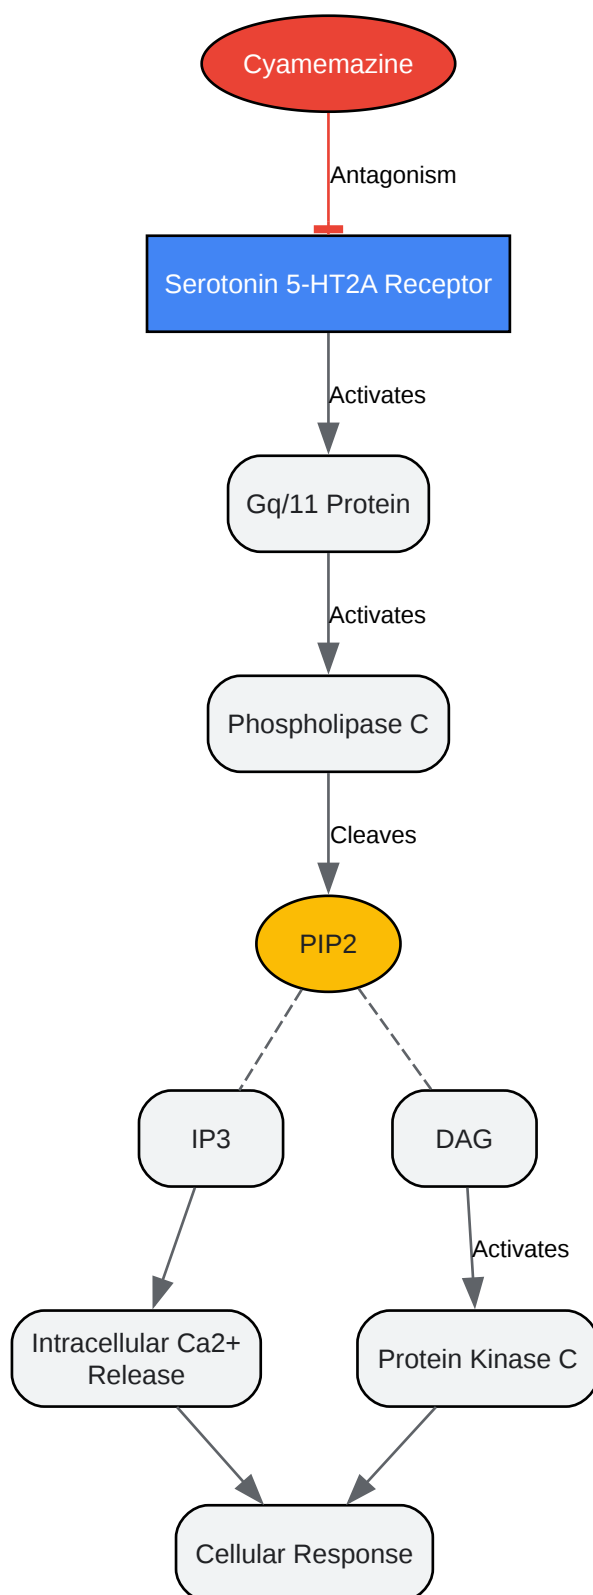 Cyamemazine
Antagonism
Serotonin 5-HT2A Receptor
Activates
Gq/11 Protein
Activates
Phospholipase C
Cleaves
PIP2
IP3
DAG
Activates
Intracellular Ca2+
Release
Protein Kinase C
Cellular Response